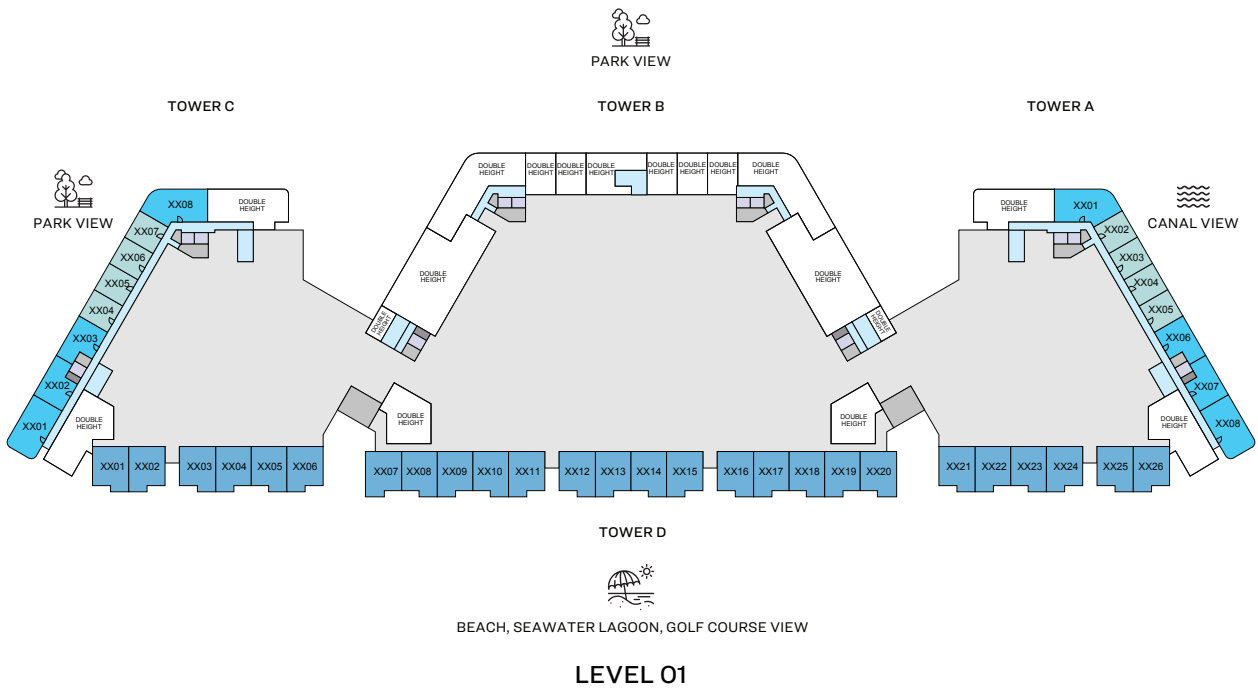 PARK VIEW
TOWER C
TOWER B
TOWER A
PARK VIEW
CANAL VIEW
XX08
DOUBLE
HEIGHT
XX07
XX06
XX05
XX04
XX03
XX02
XX01
DOUBLE
HEIGHT
DOUBLE
HEIGHT
DOUBLE
HEIGHT
DOUBLE
HEIGHT
DOUBLE
HEIGHT
DOUBLE
HEIGHT
DOUBLE
HEIGHT
DOUBLE
HEIGHT
DOUBLE
HEIGHT
DOUBLE
HEIGHT
DOUBLE
HEIGHT
DOUBLE
HEIGHT
DOUBLE
HEIGHT
DOUBLE
HEIGHT
XX01
XX02
XX03
XX04
XX05
XX06
XX07
XX08
DOUBLE
HEIGHT
DOUBLE
HEIGHT
DOUBLE
HEIGHT
XX01
XX02
XX03
XX04
XX05
XX06
XX07
XX08
XX09
XX10
XX11
XX12
XX13
XX14
XX15
XX16
XX17
XX18
XX19
XX20
XX21
XX22
XX23
XX24
XX25
XX26
TOWER D
BEACH, SEAWATER LAGOON, GOLF COURSE VIEW
LEVEL 01